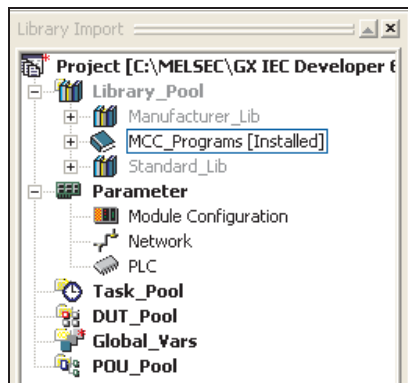 Library Import
Project [C:\MELSEC\GX IEC Developer 6
Library_Pool
Manufacturer_Lib
MCC_Programs [Installed]
Standard_Lib
Parameter
Module Configuration
Network
PLC
Task_Pool
DUT_Pool
Global_Vars
POU_Pool